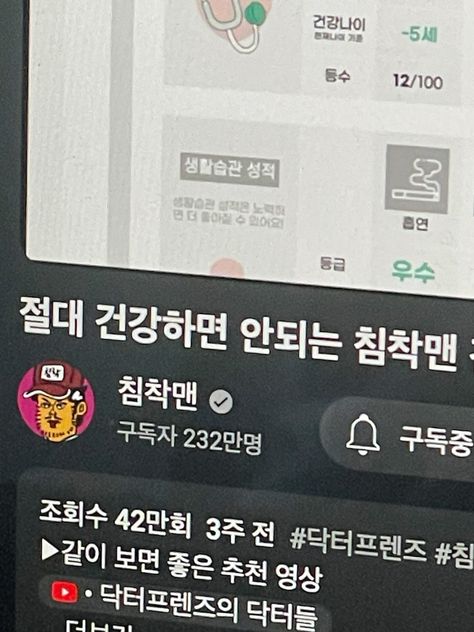 건강나이
현재나이 기준
-5세
등수
12/100
생활습관 성적
생활습관 성적은 노력하
면 더 좋아질 수 있어요!
흡연
등급
우수
절대 건강하면 안되는 침착맨
침착맨
구독자 232만명
구독중
조회수 42만회 3주 전 #닥터프렌즈 #침
▶같이 보면 좋은 추천 영상
• 닥터프렌즈의 닥터들